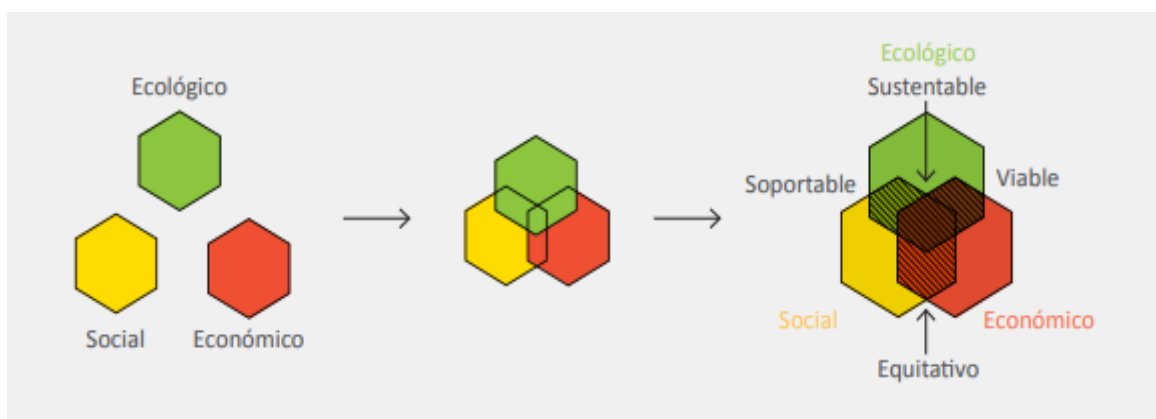 Ecológico
Social
Económico
Ecológico
Sustentable
Soportable
Viable
Social
Económico
Equitativo